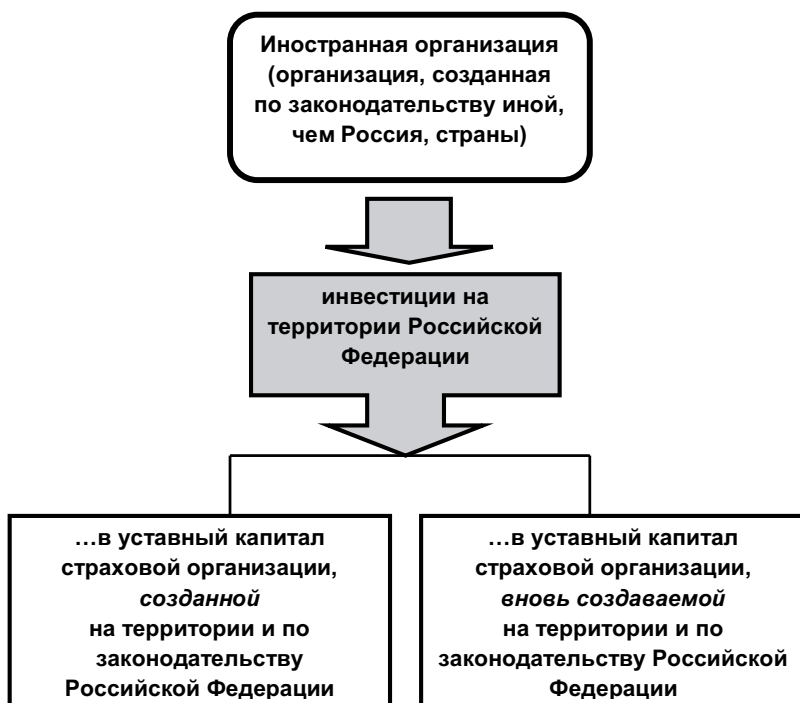 Иностранная организация
(организация, созданная
по законодательству иной,
чем Россия, страны)
инвестиции на
территории Российской
Федерации
…в уставный капитал
страховой организации,
созданной
на территории и по
законодательству
Российской Федерации
…в уставный капитал
страховой организации,
вновь создаваемой
на территории и по
законодательству Российской
Федерации